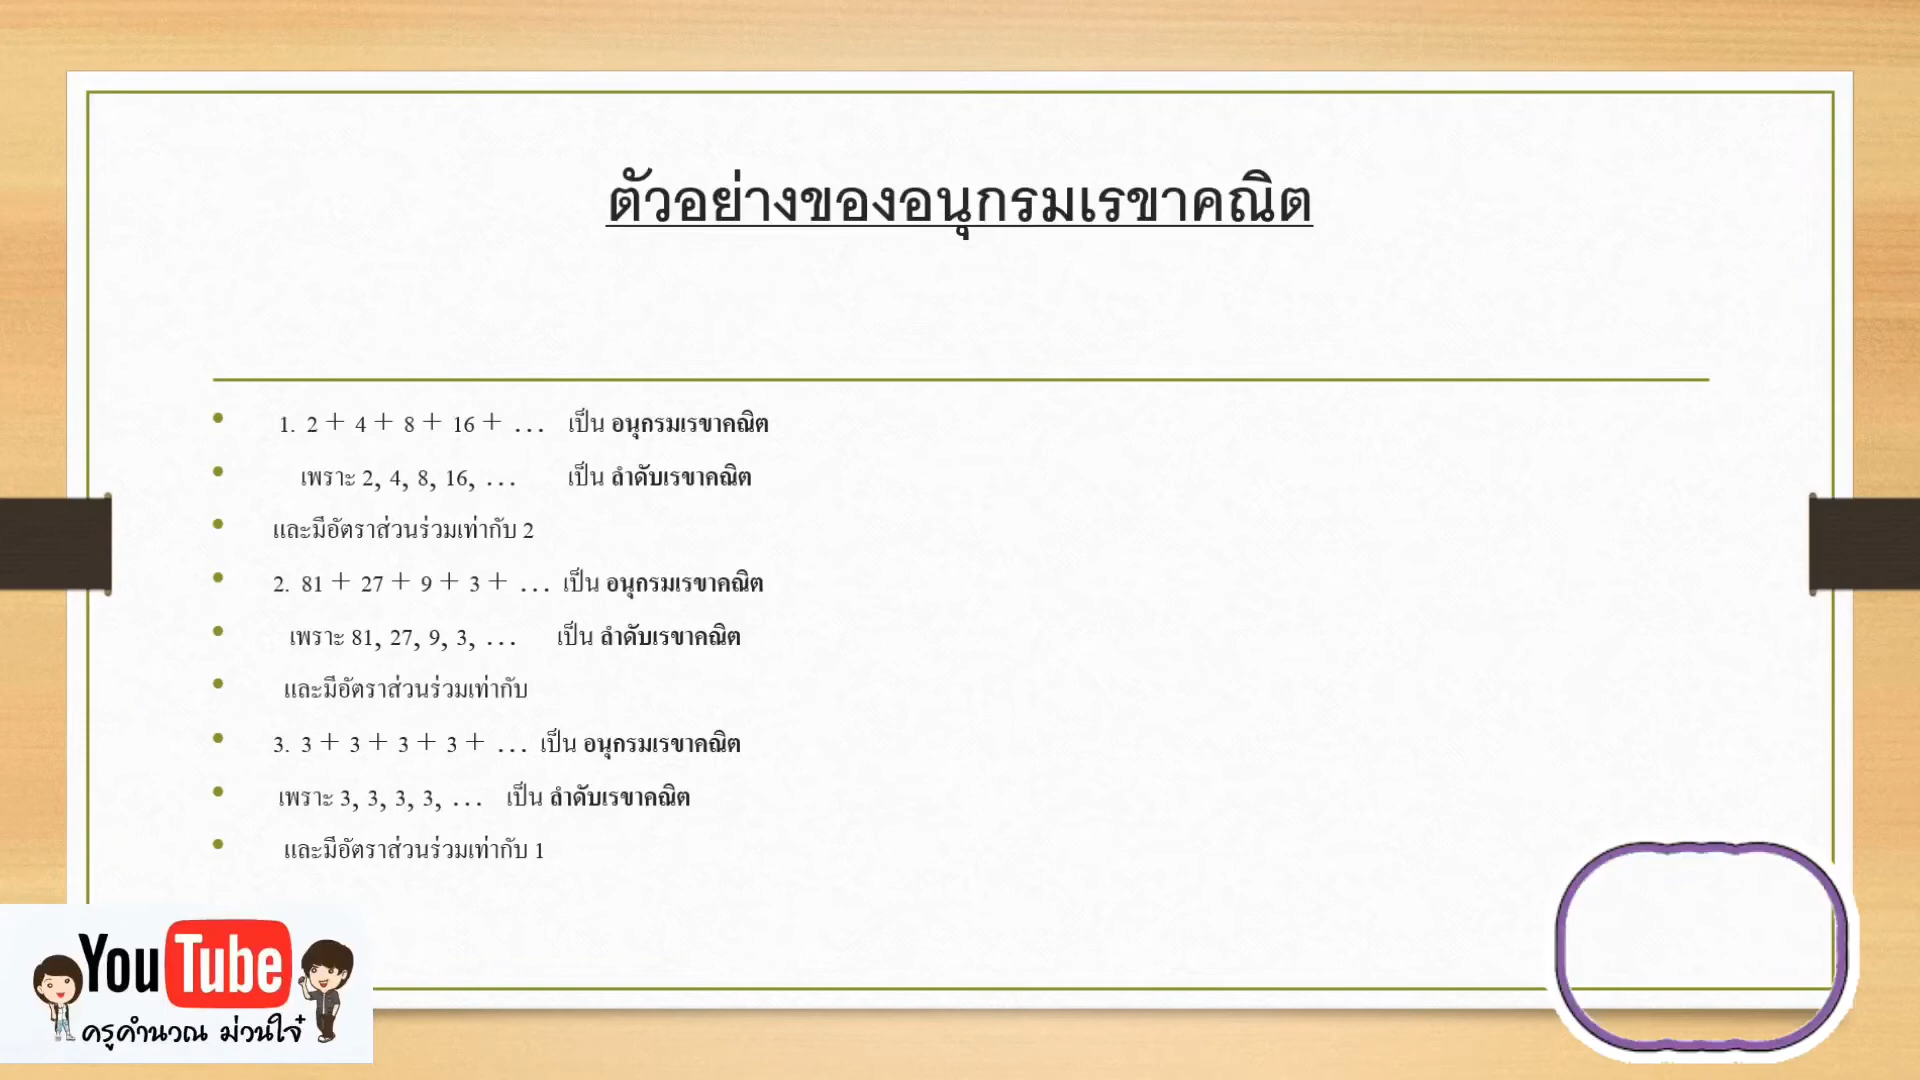 ตัวอย่างของอนุกรมเรขาคณิต
1. 2 + 4 + 8 + 16 + ... เป็น อนุกรมเรขาคณิต
เพราะ 2, 4, 8, 16, ... เป็น ลำดับเรขาคณิต
และมีอัตราส่วนร่วมเท่ากับ 2
2. 81 + 27 + 9 + 3 + ... เป็น อนุกรมเรขาคณิต
เพราะ 81, 27, 9, 3, ... เป็น ลำดับเรขาคณิต
และมีอัตราส่วนร่วมเท่ากับ
3. 3 + 3 + 3 + 3 + ... เป็น อนุกรมเรขาคณิต
เพราะ 3, 3, 3, 3, ... เป็น ลำดับเรขาคณิต
และมีอัตราส่วนร่วมเท่ากับ 1
YouTube
ครูคำนวณ ม่วนใจ๋